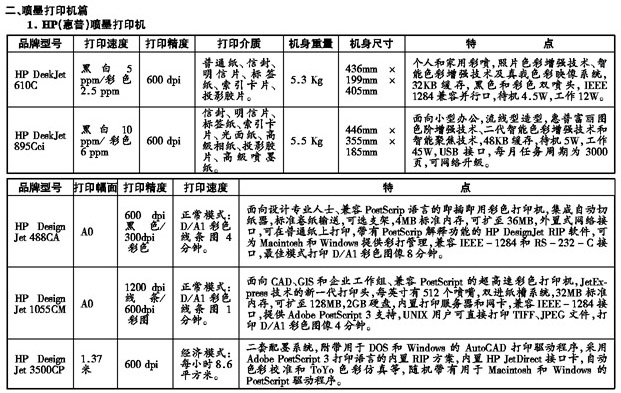 二、喷墨打印机篇
1．HP(惠普)喷墨打印机
品牌型号 打印速度 打印精度 打印介质 机身重量 机身尺寸 特 点
HP DeskJet
610C
黑白 5
ppm/彩色
2.5 ppm
600 dpi
普通纸、信封、
明信片、标签
纸、索引卡片、
投影胶片。
5.3 Kg
436mm ×
199mm ×
405mm
个人和家用彩喷，照片色彩增强技术、智
能色彩增强技术及真我色彩映像系统，
32KB 缓存，黑色和彩色双喷头，IEEE
1284 兼容并行口，待机 4.5W，工作 12W。
HP DeskJet
895Cci
黑白 10
ppm/彩色
6 ppm
600 dpi
信封、明信片、
标签纸、索引卡
片、光面纸、高
级相纸、投影胶
片、高级喷墨
纸。
5.5 Kg
446mm ×
355mm ×
185mm
面向小型办公，流线型造型，惠普富丽图
色阶增强技术、二代智能色彩增强技术和
智能聚焦技术，48KB 缓存，待机 5W，工作
45W，USB 接口，每月任务周期为 3000
页，可网络升级。
品牌型号 打印幅面 打印精度 打印速度 特 点
HP Design
Jet 488CA
A0
600 dpi
黑色/
300dpi
彩色
正常模式：
D/A1 彩色
线条图 4
分钟。
面向设计专业人士、兼容 PostScrip 语言的即插即用彩色打印机，集成自动切
纸器，标准卷纸输送，可选支架，4MB 标准内存，可扩至 36MB，外置式网络接
口，可在普通纸上打印，带有 PostScrip 解释功能的 HP DesignJet RIP 软件，可
为 Macintosh 和 Windows 提供彩打管理，兼容 IEEE－1284 和 RS－232－C 接
口，最佳模式打印 D/A1 彩色图像 8 分钟。
HP Design
Jet 1055CM
A0
1200 dpi
线条/
600dpi
彩图
正常模式：
D/A1 彩色
线条图 1
分钟。
面向 CAD、GIS 和企业工作组、兼容 PostScript 的超高速彩色打印机，JetEx-
press 技术的新一代打印头，每英寸有 512 个喷嘴，双进纸槽系统，32MB 标准
内存，可扩至 128MB，2GB 硬盘，内置打印服务器和网卡，兼容 IEEE－1284 接
口，提供 Adobe PostScript 3 支持，UNIX 用户可直接打印 TIFF、JPEG 文件，打
印 D/A1 彩色图像 4 分钟。
HP Design
Jet 3500CP
1.37
米
600 dpi
经济模式：
每小时 8.6
平方米。
二套配墨系统，附带用于 DOS 和 Windows 的 AutoCAD 打印驱动程序，采用
Adobe PostScript 3 打印语言的内置 RIP 方案，内置 HP JetDirect 接口卡，自动
色彩校准和 ToYo 色彩仿真等，随机带有用于 Macintosh 和 Windows 的
PostScript 驱动程序。